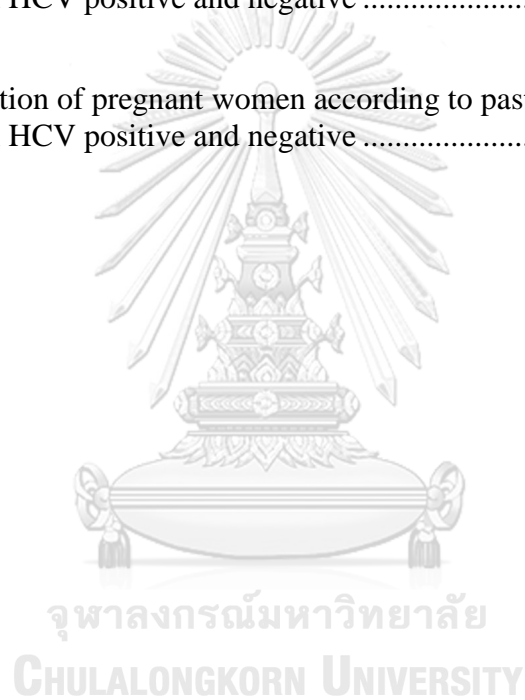 HCV positive and negative ......................
tion of pregnant women according to past
HCV positive and negative ......................
จุฬาลงกรณ์มหาวิทยาลัย
CHULALONGKORN UNIVERSITY